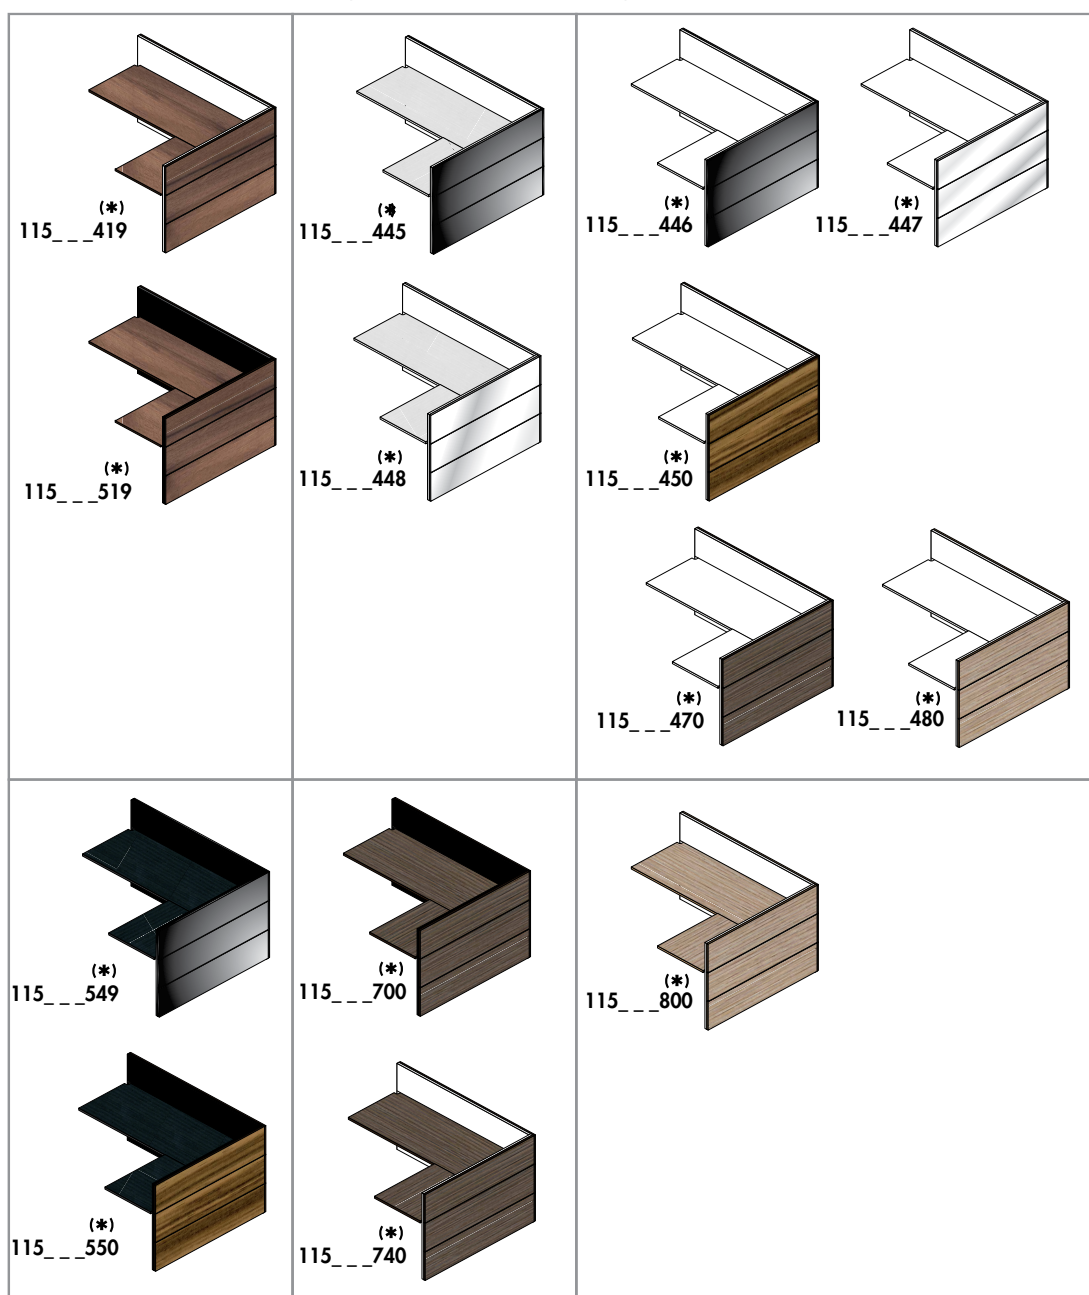 (*)
115_ _ _419
(*)
115_ _ _519
(*
115_ _ _445
(*)
115_ _ _448
(*)
115_ _ _446
(*)
115_ _ _447
(*)
115_ _ _450
(*)
115_ _ _470
(*)
115_ _ _480
(*)
115_ _ _549
(*)
115_ _ _550
(*)
115_ _ _700
(*)
115_ _ _740
(*)
115_ _ _800